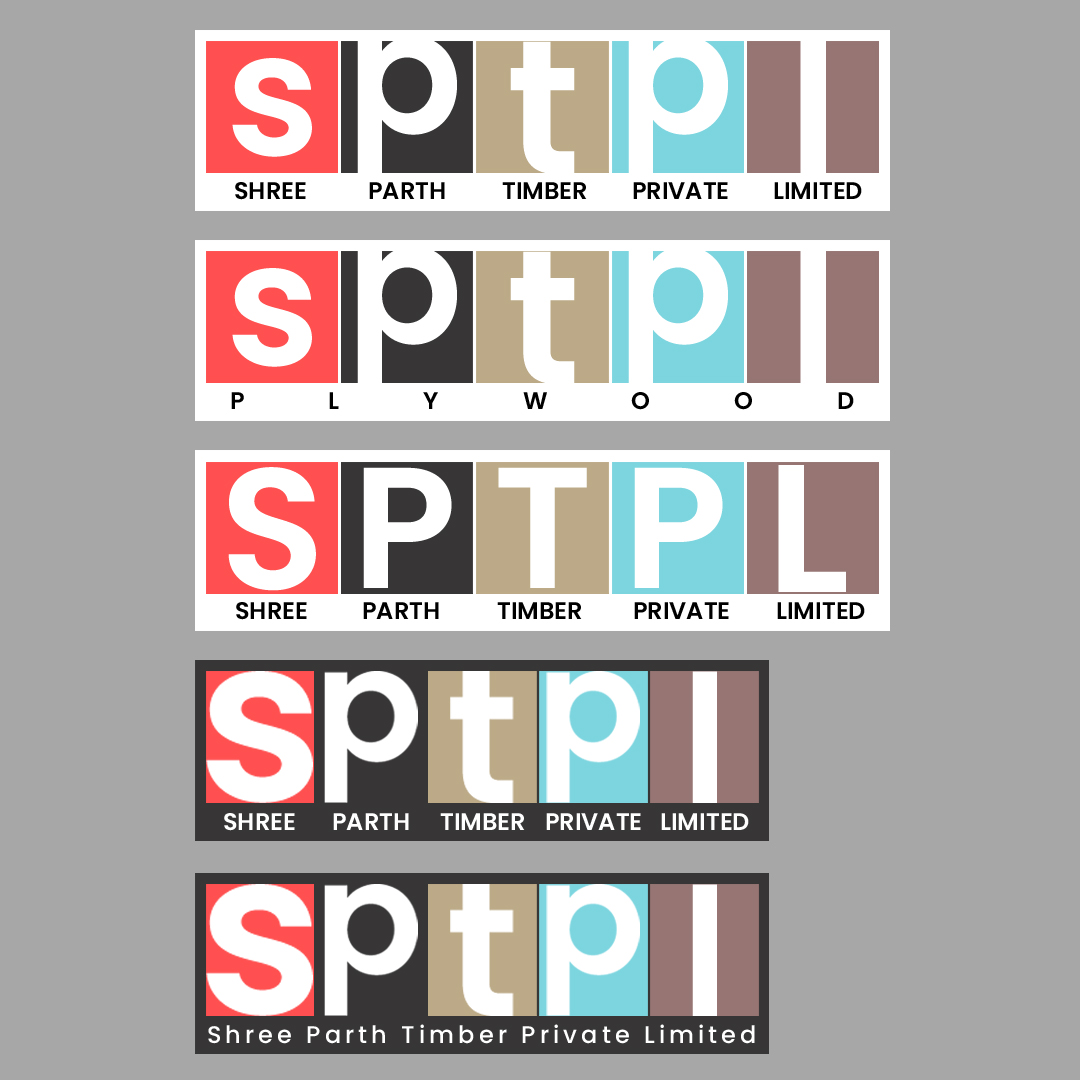 sptpl
SHREE PARTH TIMBER PRIVATE LIMITED
sptpl
P L Y W O O D
SPTPL
SHREE PARTH TIMBER PRIVATE LIMITED
sptpl
SHREE PARTH TIMBER PRIVATE LIMITED
sptpl
Shree Parth Timber Private Limited